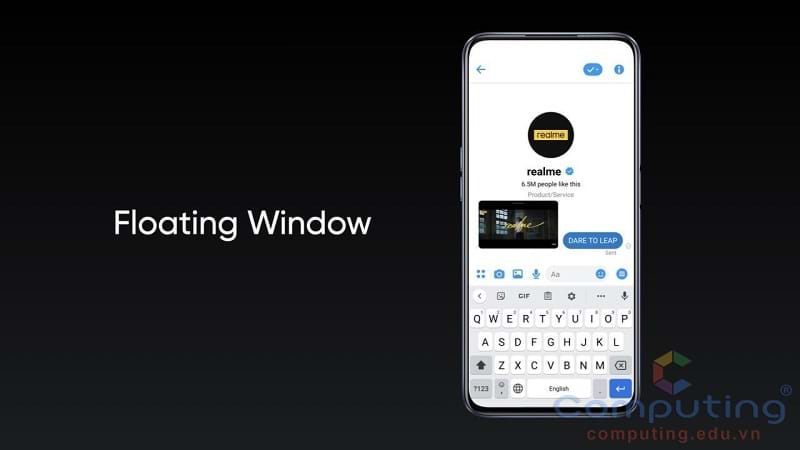 Floating Window
realme
realme
6.5M people like this
Product/Service
realme
DARE TO LEAP
Sent
Aa
GIF
Q W E R T Y U I O P
A S D F G H J K L
Z X C V B N M
?123 , English .
Computing®
computing.edu.vn